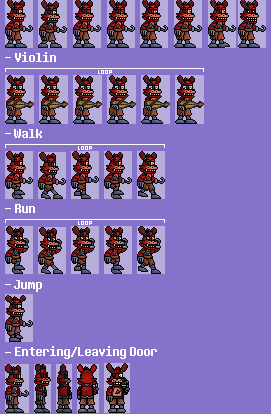 - Violin
LOOP
- Walk
LOOP
- Run
LOOP
- Jump
- Entering/Leaving Door